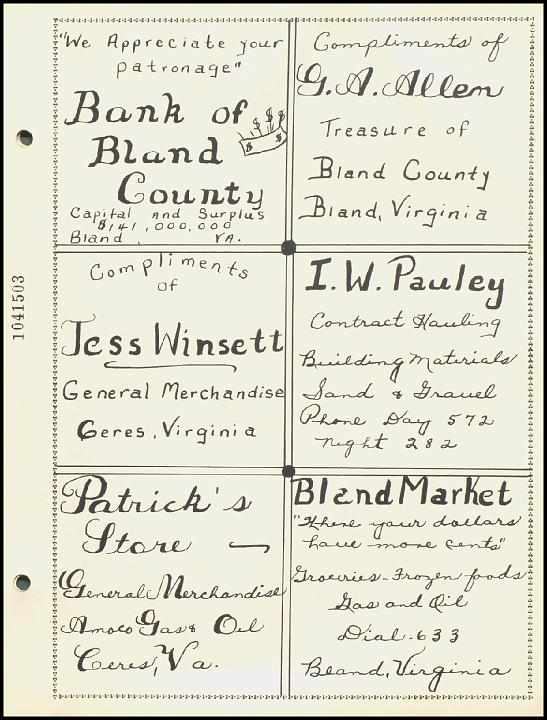 "We Appreciate your
patronage"
Bank of
Bland
County
Capital and Surplus
$141,000,000
Bland, VA.
Compliments of
G. A. Allen
Treasure of
Bland County
Bland, Virginia
Compliments
of
Jess Winsett
General Merchandise
Ceres, Virginia
I. W. Pauley
Contract Hauling
Building Materials
Sand & Gravel
Phone Day 572
night 282
Patrick's
Store
General Merchandise
Amoco Gas & Oil
Ceres, Va.
Bland Market
"Where your dollars
have more cents"
Groceries-Frozen foods
Gas and Oil
Dial-633
Bland, Virginia
1041503